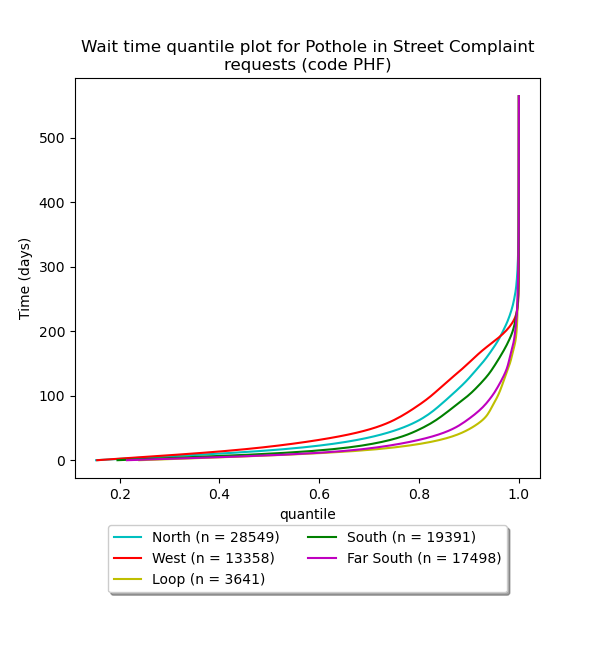 Wait time quantile plot for Pothole in Street Complaint
requests (code PHF)
Time (days)
500
400
300
200
100
0
0.2
0.4
0.6
0.8
1.0
quantile
North (n = 28549)
West (n = 13358)
Loop (n = 3641)
South (n = 19391)
Far South (n = 17498)